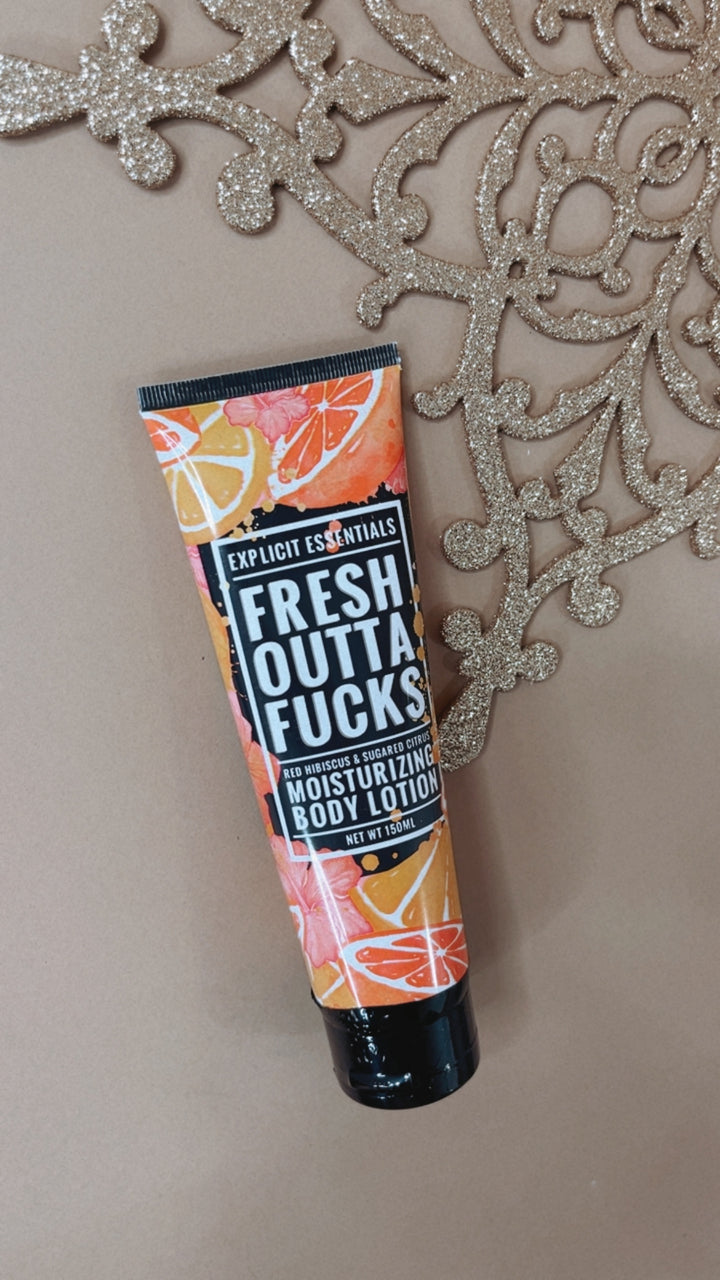 EXPLICIT ESSENTIALS
FRESH
OUTTA
FUCKS
RED HIBISCUS & SUGARED CITRUS
MOISTURIZING
BODY LOTION
NET WT 150ML